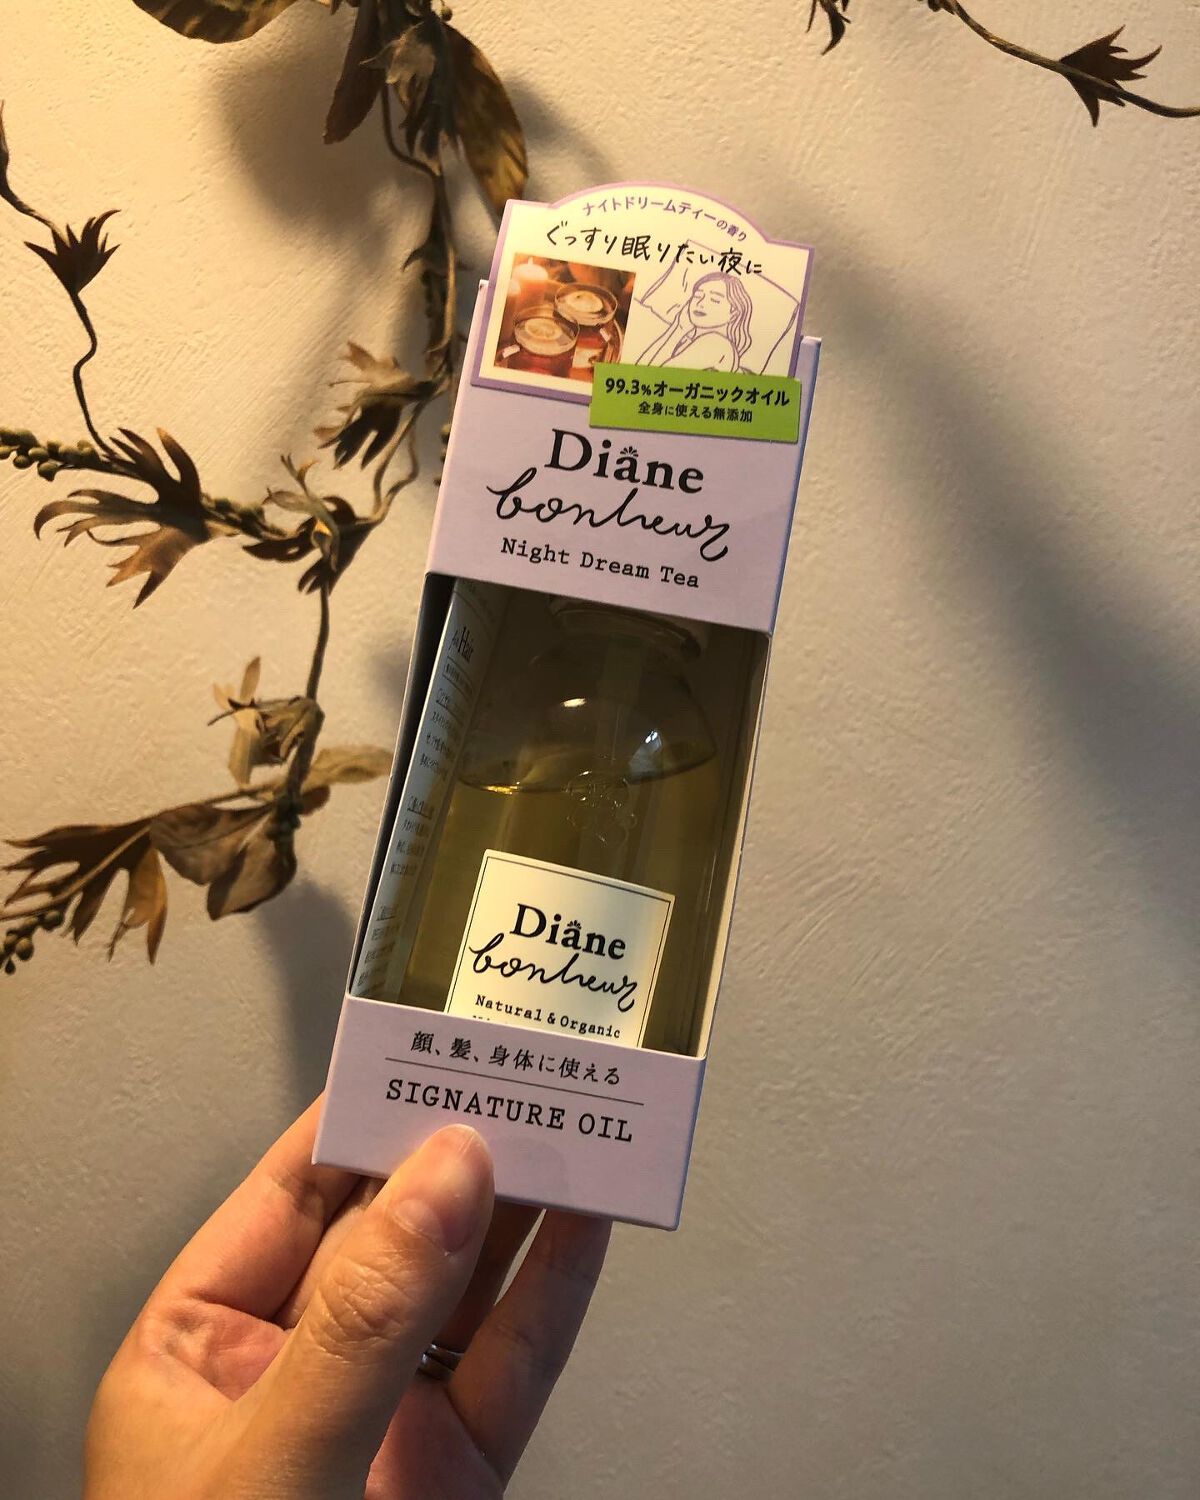 ナイトドリームティーの香り
ぐっすり眠りたい夜に
99.3%オーガニックオイル
全身に使える無添加
Diane
bonheur
Night Dream Tea
for Hair
Diane
bonheur
Natural & Organic
顔、髪、身体に使える
SIGNATURE OIL